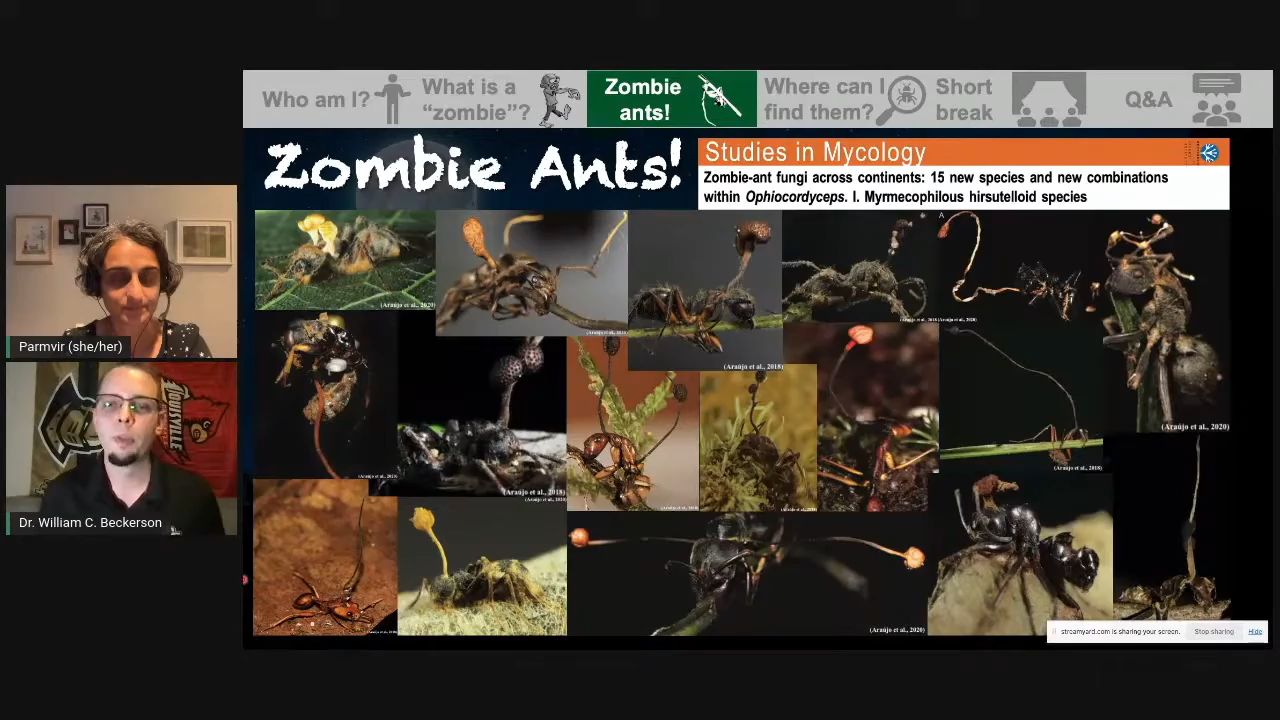 Who am I?
What is a
“zombie”?
Zombie
ants!
Where can I
find them?
Short
break
Q&A
Zombie Ants!
Studies in Mycology
Zombie-ant fungi across continents: 15 new species and new combinations
within Ophiocordyceps. I. Myrmecophilous hirsutelloid species
A
(Araújo et al., 2020)
(Araújo et al., 2018)
(Araújo et al., 2018)
(Araújo et al., 2020)
(Araújo et al., 2018)
(Araújo et al., 2018)
(Araújo et al., 2020)
LOUISVILLE
Parmvir (she/her)
Dr. William C. Beckerson
streamyard.com is sharing your screen.
Stop sharing
Hide